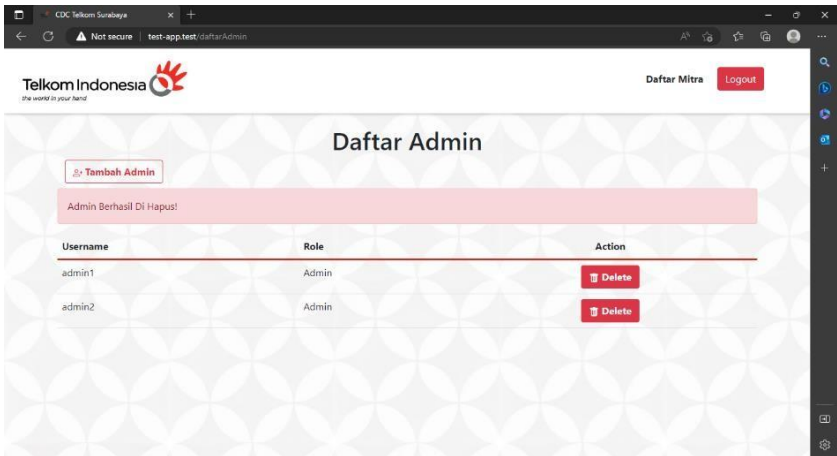 CDC Telkom Surabaya
Not secure | test-app.test/daftarAdmin
Telkom Indonesia
the world in your hand
Daftar Mitra
Logout
Daftar Admin
Tambah Admin
Admin Berhasil Di Hapus!
Username Role Action
admin1 Admin Delete
admin2 Admin Delete